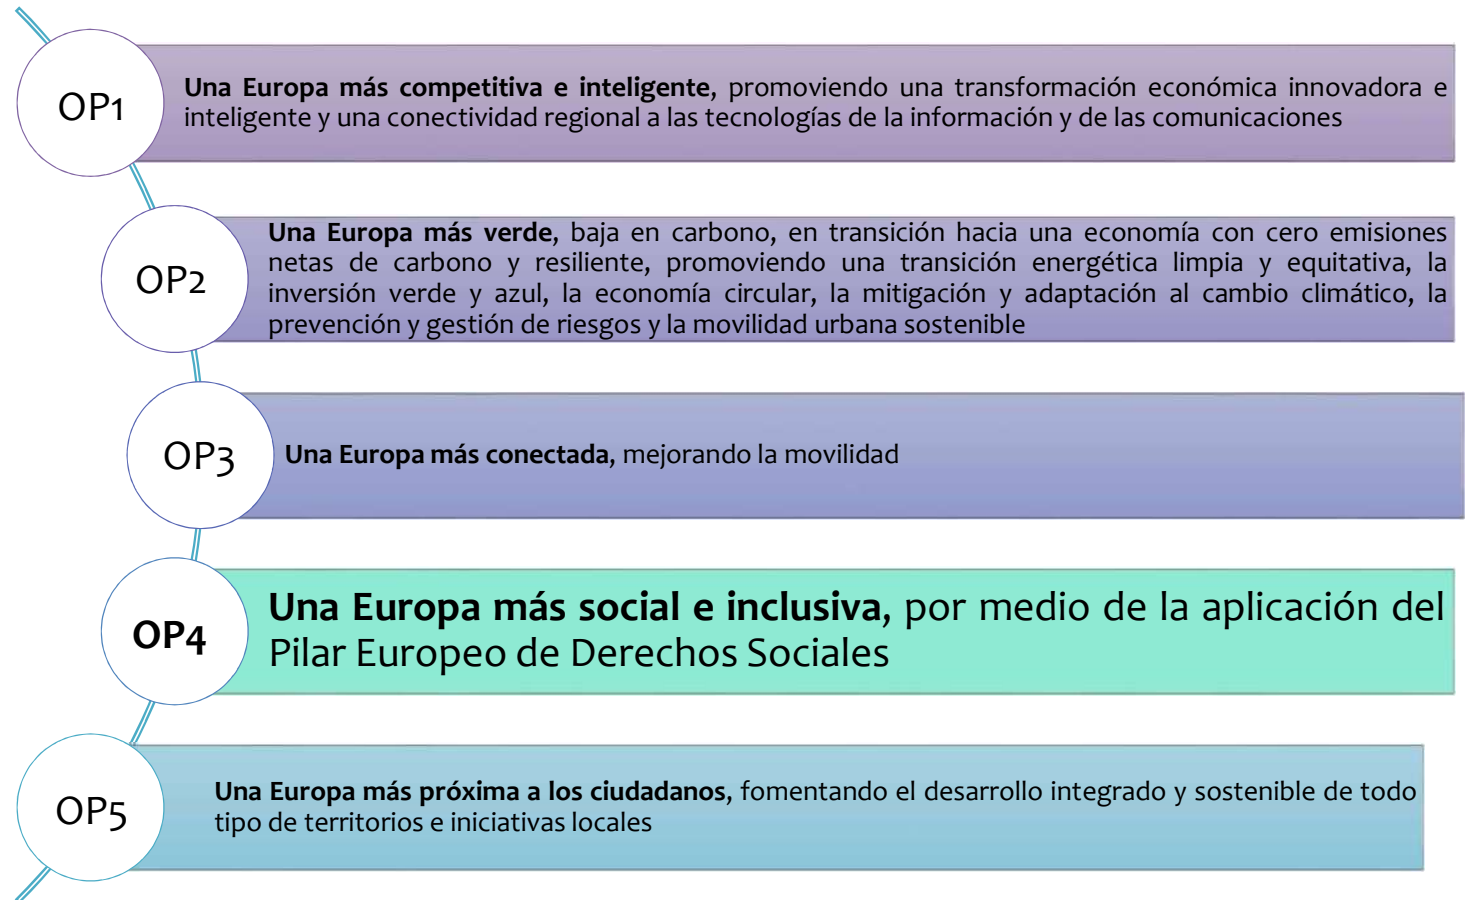 OP1
Una Europa más competitiva e inteligente, promoviendo una transformación económica innovadora e
inteligente y una conectividad regional a las tecnologías de la información y de las comunicaciones
OP2
Una Europa más verde, baja en carbono, en transición hacia una economía con cero emisiones
netas de carbono y resiliente, promoviendo una transición energética limpia y equitativa, la
inversión verde y azul, la economía circular, la mitigación y adaptación al cambio climático, la
prevención y gestión de riesgos y la movilidad urbana sostenible
OP3
Una Europa más conectada, mejorando la movilidad
OP4
Una Europa más social e inclusiva, por medio de la aplicación del
Pilar Europeo de Derechos Sociales
OP5
Una Europa más próxima a los ciudadanos, fomentando el desarrollo integrado y sostenible de todo
tipo de territorios e iniciativas locales